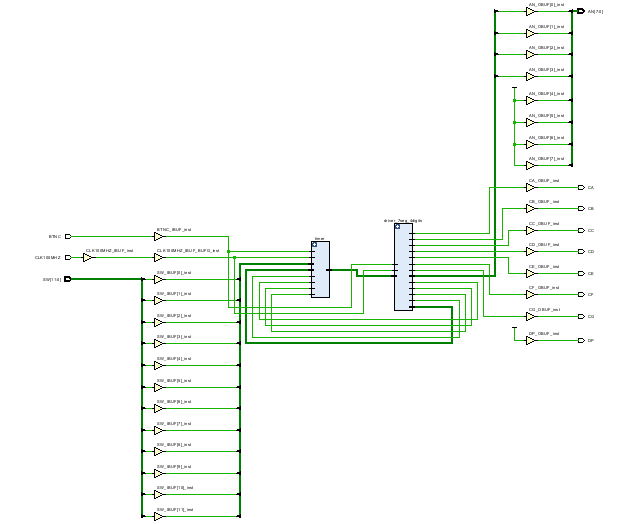 AN_OBUF[0]_inst
AN[7:0]
AN_OBUF[1]_inst
AN_OBUF[2]_inst
AN_OBUF[3]_inst
AN_OBUF[4]_inst
AN_OBUF[5]_inst
AN_OBUF[6]_inst
AN_OBUF[7]_inst
CA_OBUF_inst
CA
CB_OBUF_inst
CB
CC_OBUF_inst
CC
CD_OBUF_inst
CD
CE_OBUF_inst
CE
CF_OBUF_inst
CF
CG_OBUF_inst
CG
DP_OBUF_inst
DP
driver_7seg_4digits
timer
BTNC
BTNC_IBUF_inst
CLK100MHZ
CLK100MHZ_IBUF_inst
CLK100MHZ_IBUF_BUFG_inst
SW[11:0]
SW_IBUF[0]_inst
SW_IBUF[1]_inst
SW_IBUF[2]_inst
SW_IBUF[3]_inst
SW_IBUF[4]_inst
SW_IBUF[5]_inst
SW_IBUF[6]_inst
SW_IBUF[7]_inst
SW_IBUF[8]_inst
SW_IBUF[9]_inst
SW_IBUF[10]_inst
SW_IBUF[11]_inst